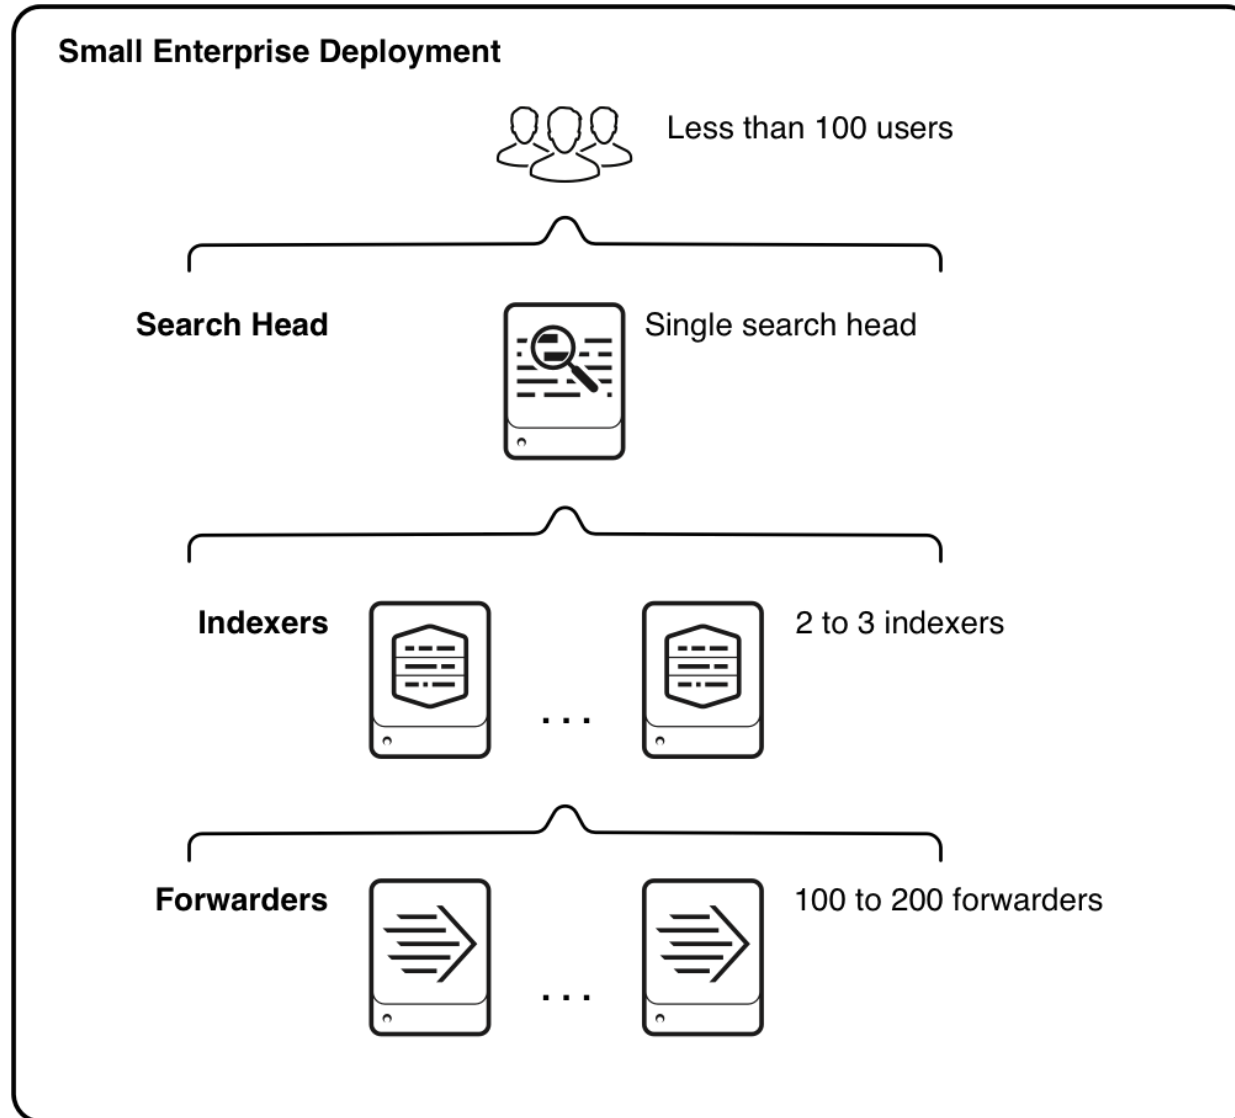 Small Enterprise Deployment
Less than 100 users
Search Head
Single search head
Indexers
2 to 3 indexers
...
Forwarders
100 to 200 forwarders
...